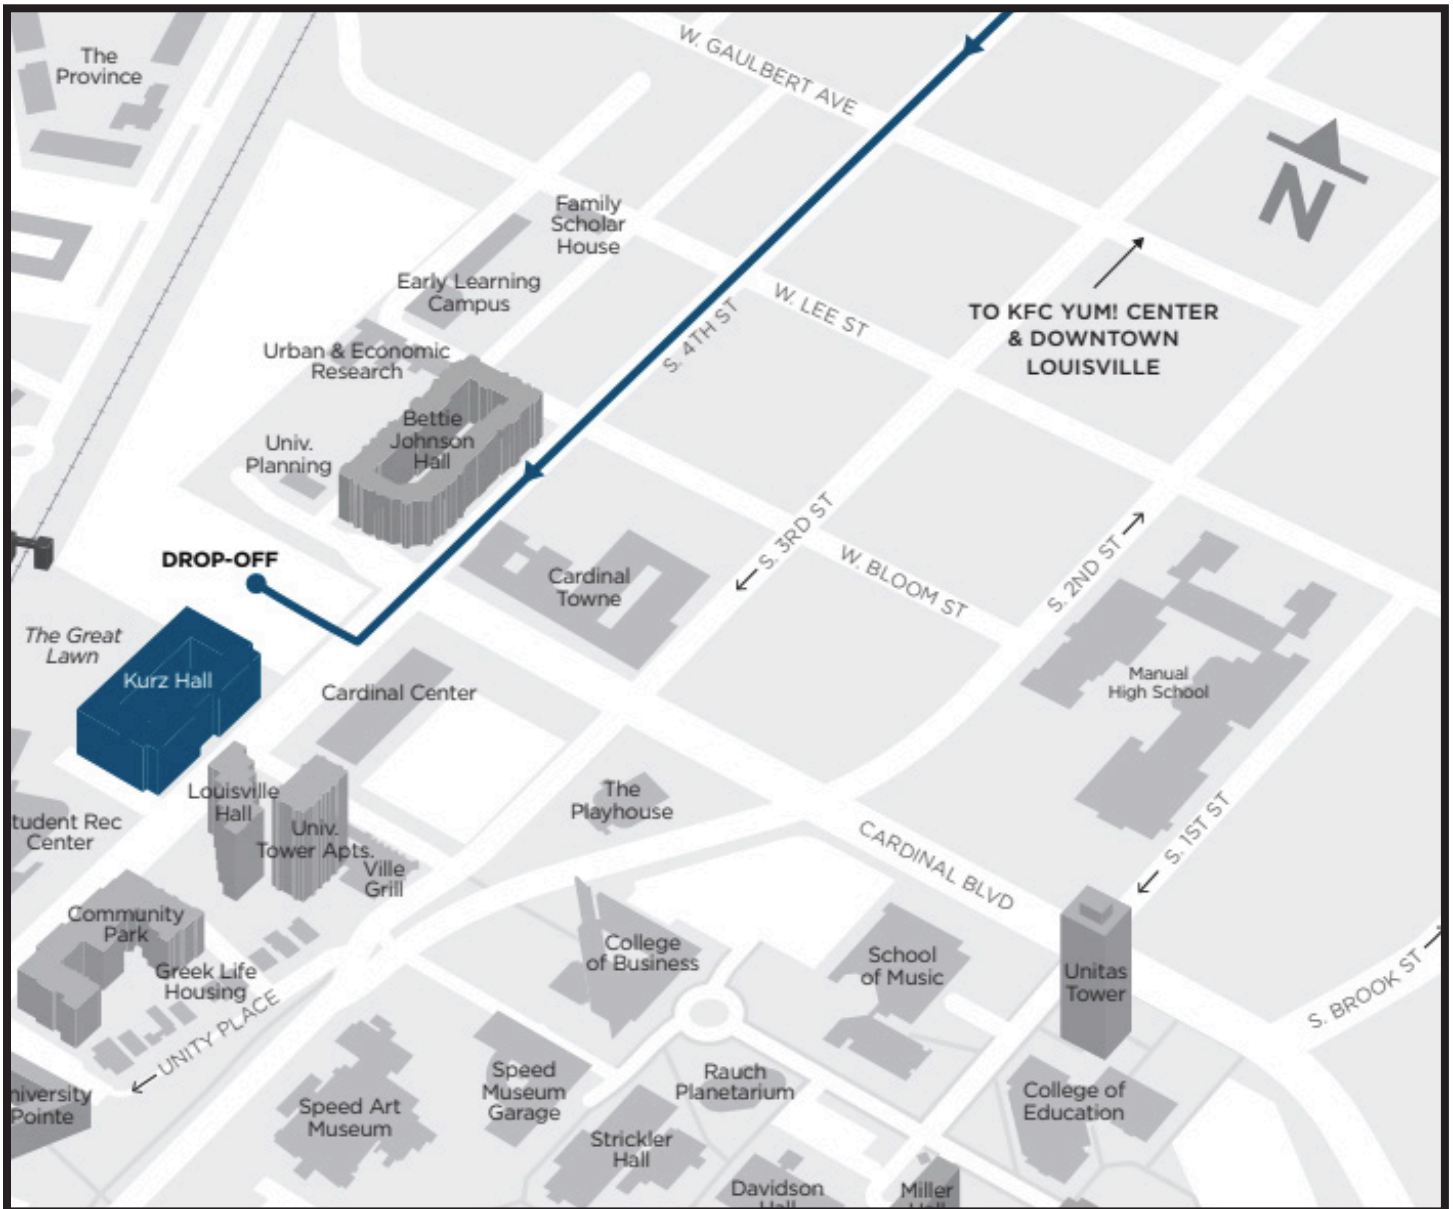 The
Province
W. GAULBERT AVE
N
Family
Scholar
House
Early Learning
Campus
W. LEE ST
S. 4TH ST
TO KFC YUM! CENTER
& DOWNTOWN
LOUISVILLE
Urban & Economic
Research
Bettie
Johnson
Hall
Univ.
Planning
S. 3RD ST
W. BLOOM ST
S. 2ND ST
DROP-OFF
Cardinal
Towne
The Great
Lawn
Kurz Hall
Cardinal Center
Manual
High School
Louisville
Hall
Univ.
Tower Apts.
The
Playhouse
S. 1ST ST
CARDINAL BLVD
tudent Rec
Center
Ville
Grill
Community
Park
College
of Business
School
of Music
Unitas
Tower
Greek Life
Housing
UNITY PLACE
S. BROOK ST
niversity
Pointe
Speed Art
Museum
Speed
Museum
Garage
Rauch
Planetarium
College of
Education
Strickler
Hall
Davidson
Hall
Miller
Hall